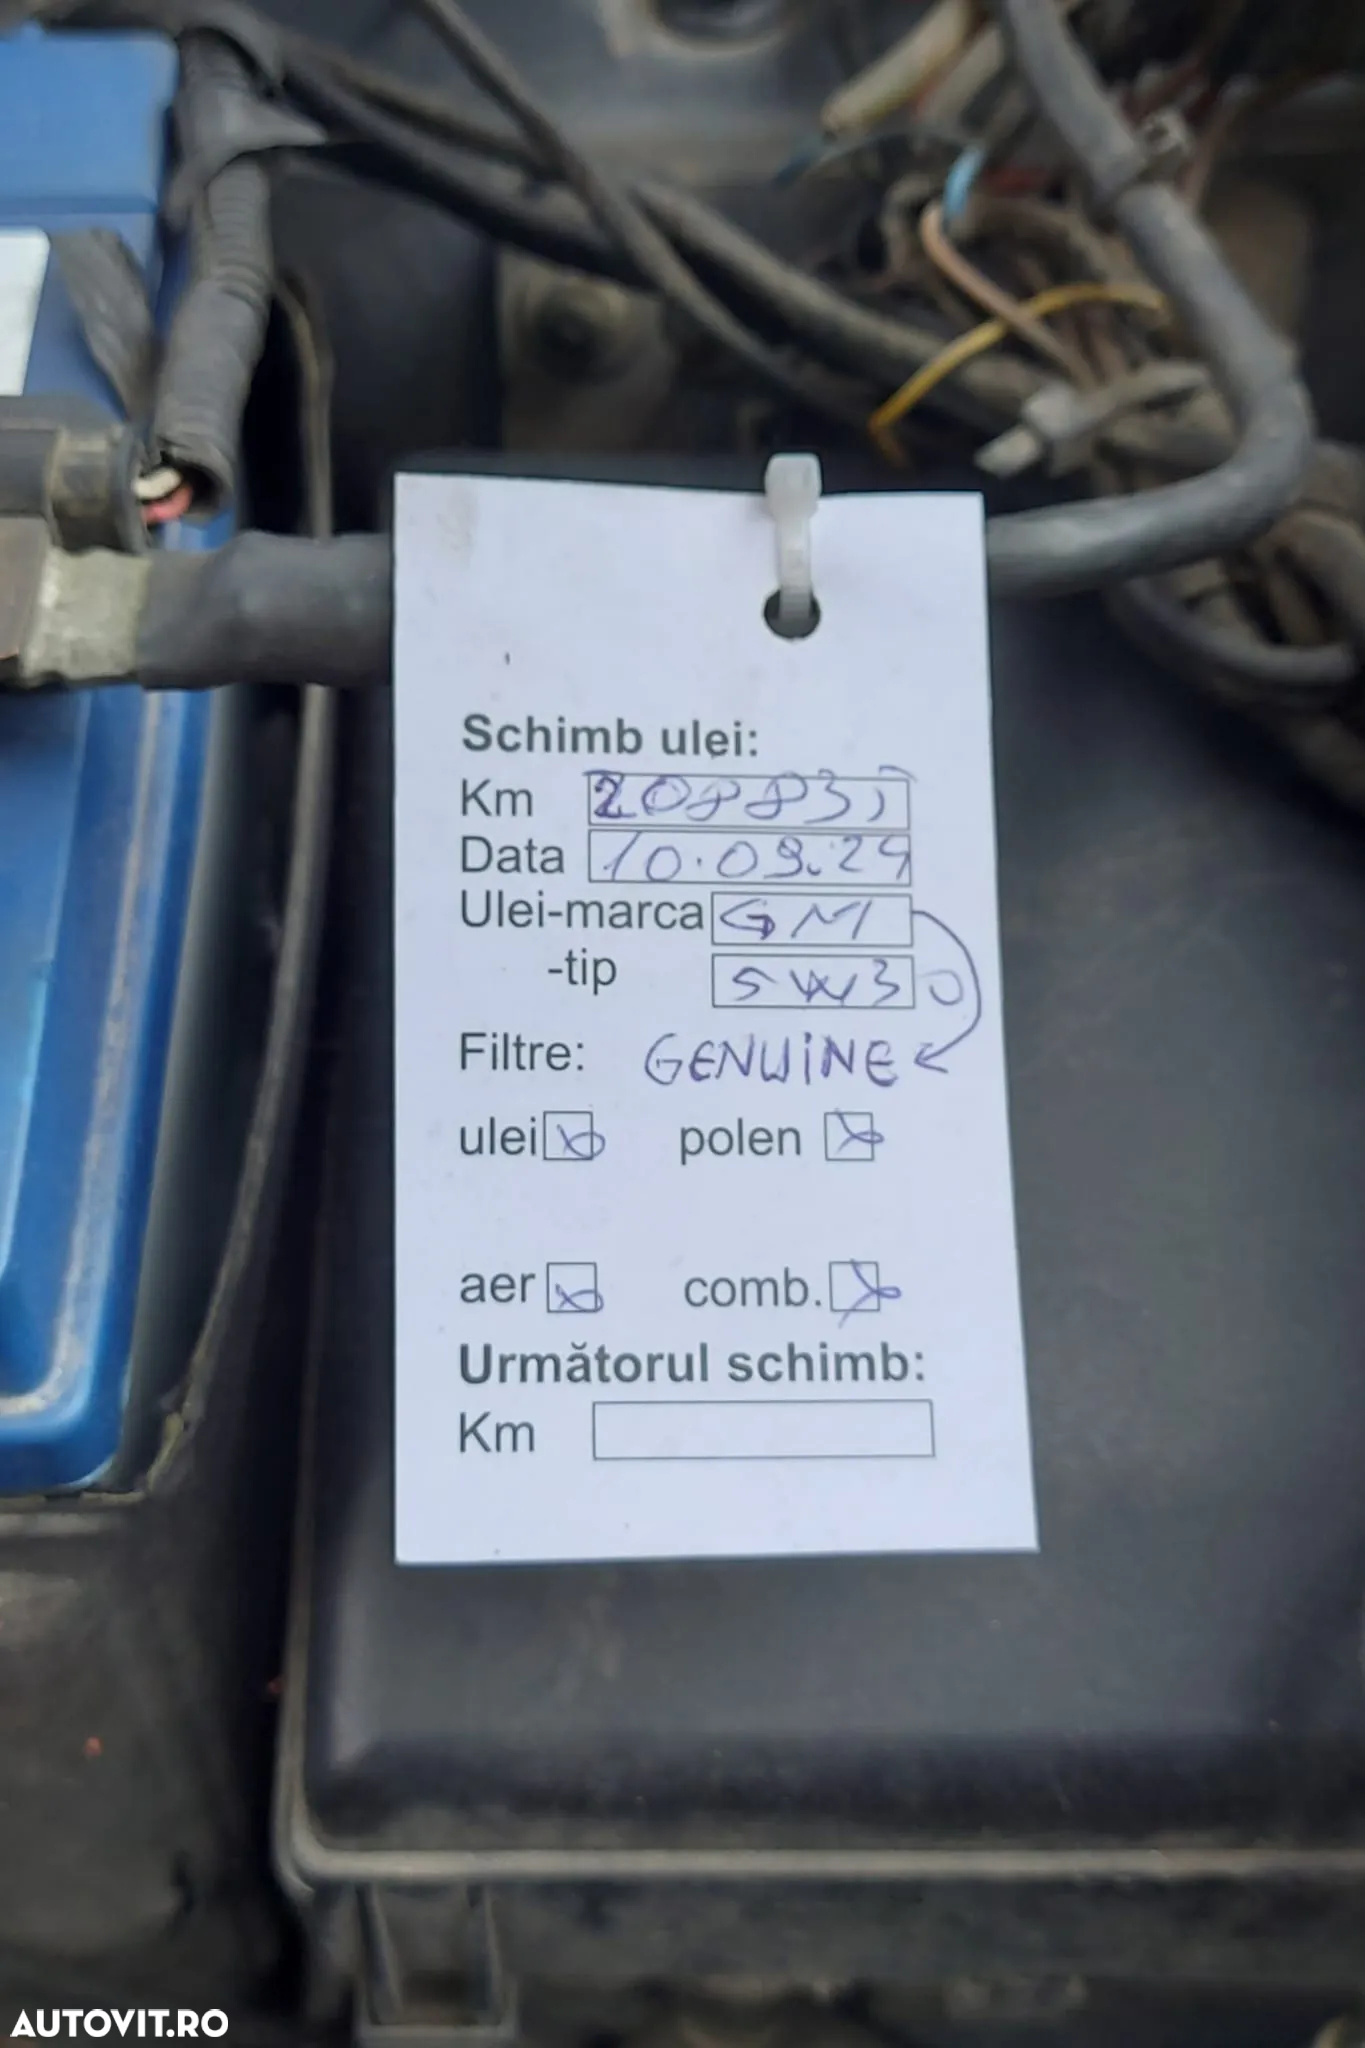 Schimb ulei:
Km 208835
Data 10.09.24
Ulei-marca GM
-tip 5W30
Filtre: GENUINE
ulei polen
aer comb.
Următorul schimb:
Km
AUTOVIT.RO